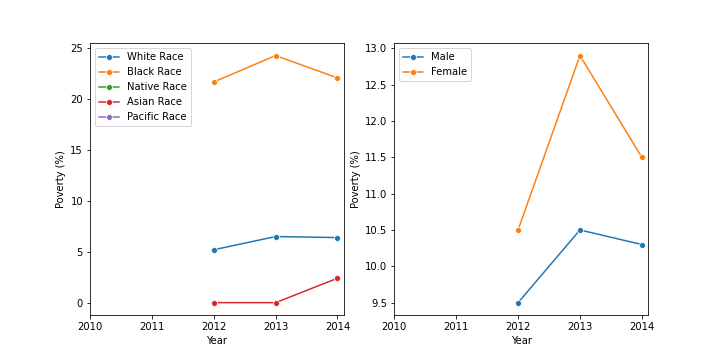 25
20
15
10
5
0
Poverty (%)
White Race
Black Race
Native Race
Asian Race
Pacific Race
2010 2011 2012 2013 2014
Year
13.0
12.5
12.0
11.5
11.0
10.5
10.0
9.5
Poverty (%)
Male
Female
2010 2011 2012 2013 2014
Year